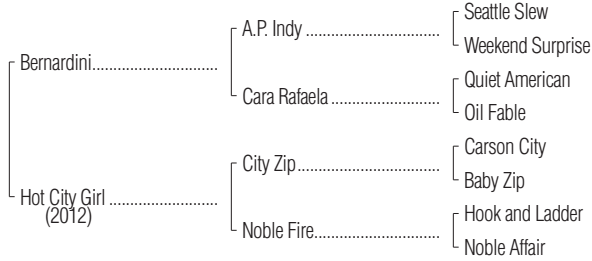 Seattle Slew
A.P. Indy ..............................
Weekend Surprise
Bernardini............................
Quiet American
Cara Rafaela ........................
Oil Fable
Carson City
City Zip................................
Baby Zip
Hot City Girl ........................
(2012)
Hook and Ladder
Noble Fire............................
Noble Affair